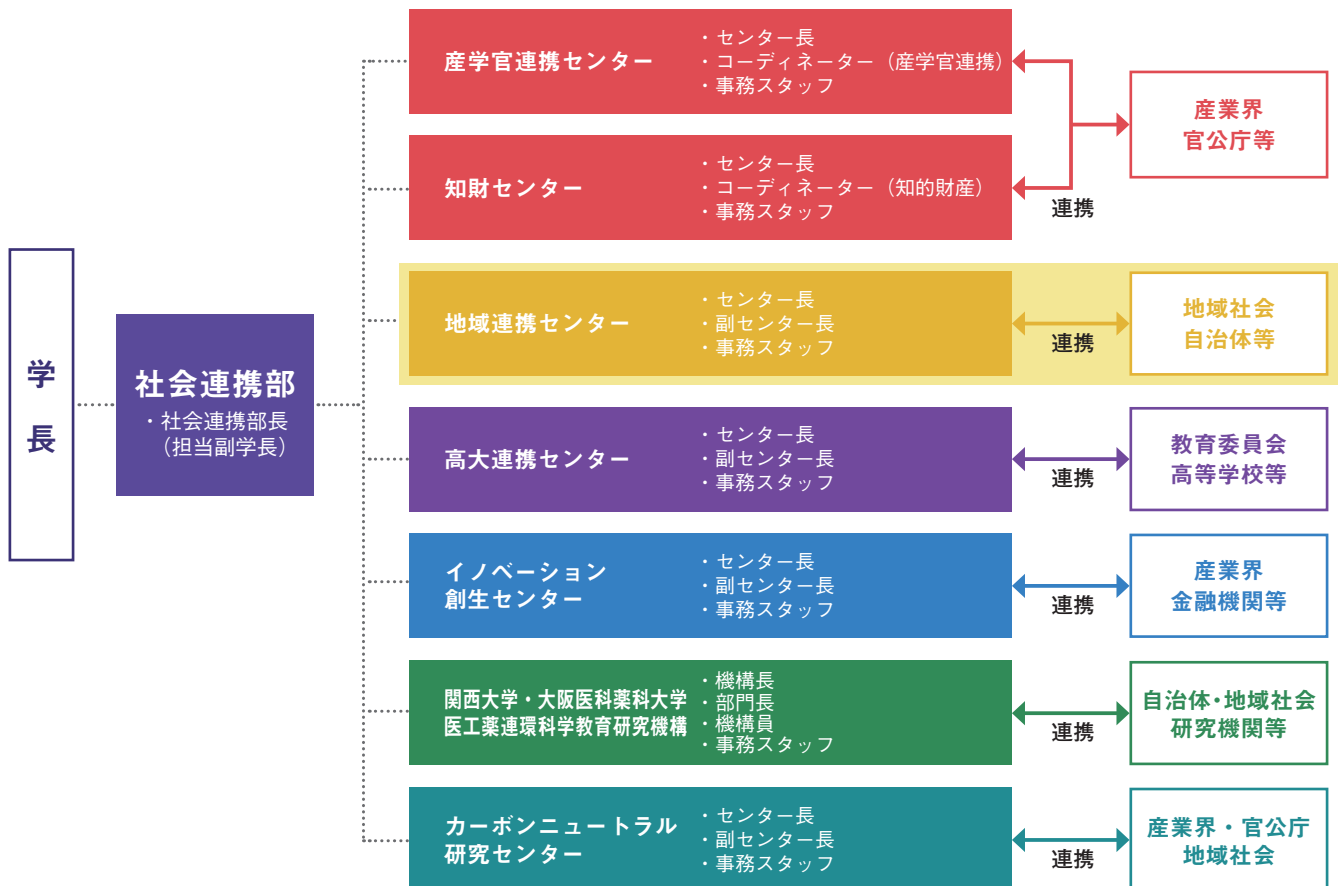 学長
社会連携部
・社会連携部長
（担当副学長）
産学官連携センター
・センター長
・コーディネーター（産学官連携）
・事務スタッフ
知財センター
・センター長
・コーディネーター（知的財産）
・事務スタッフ
連携
産業界
官公庁等
地域連携センター
・センター長
・副センター長
・事務スタッフ
連携
地域社会
自治体等
高大連携センター
・センター長
・副センター長
・事務スタッフ
連携
教育委員会
高等学校等
イノベーション
創生センター
・センター長
・副センター長
・事務スタッフ
連携
産業界
金融機関等
関西大学・大阪医科薬科大学
医工薬連環科学教育研究機構
・機構長
・部門長
・機構員
・事務スタッフ
連携
自治体・地域社会
研究機関等
カーボンニュートラル
研究センター
・センター長
・副センター長
・事務スタッフ
連携
産業界・官公庁
地域社会